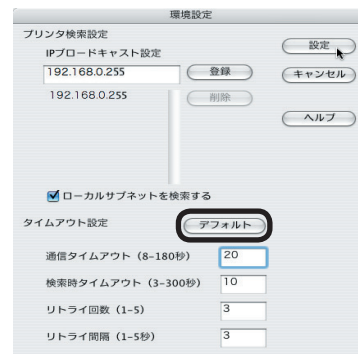 環境設定
プリンタ検索設定
IPブロードキャスト設定
設定
192.168.0.255
登録
キャンセル
192.168.0.255
削除
ヘルプ
ローカルサブネットを検索する
タイムアウト設定
デフォルト
通信タイムアウト（8-180秒）
20
検索時タイムアウト（3-300秒）
10
リトライ回数（1-5）
3
リトライ間隔（1-5秒）
3